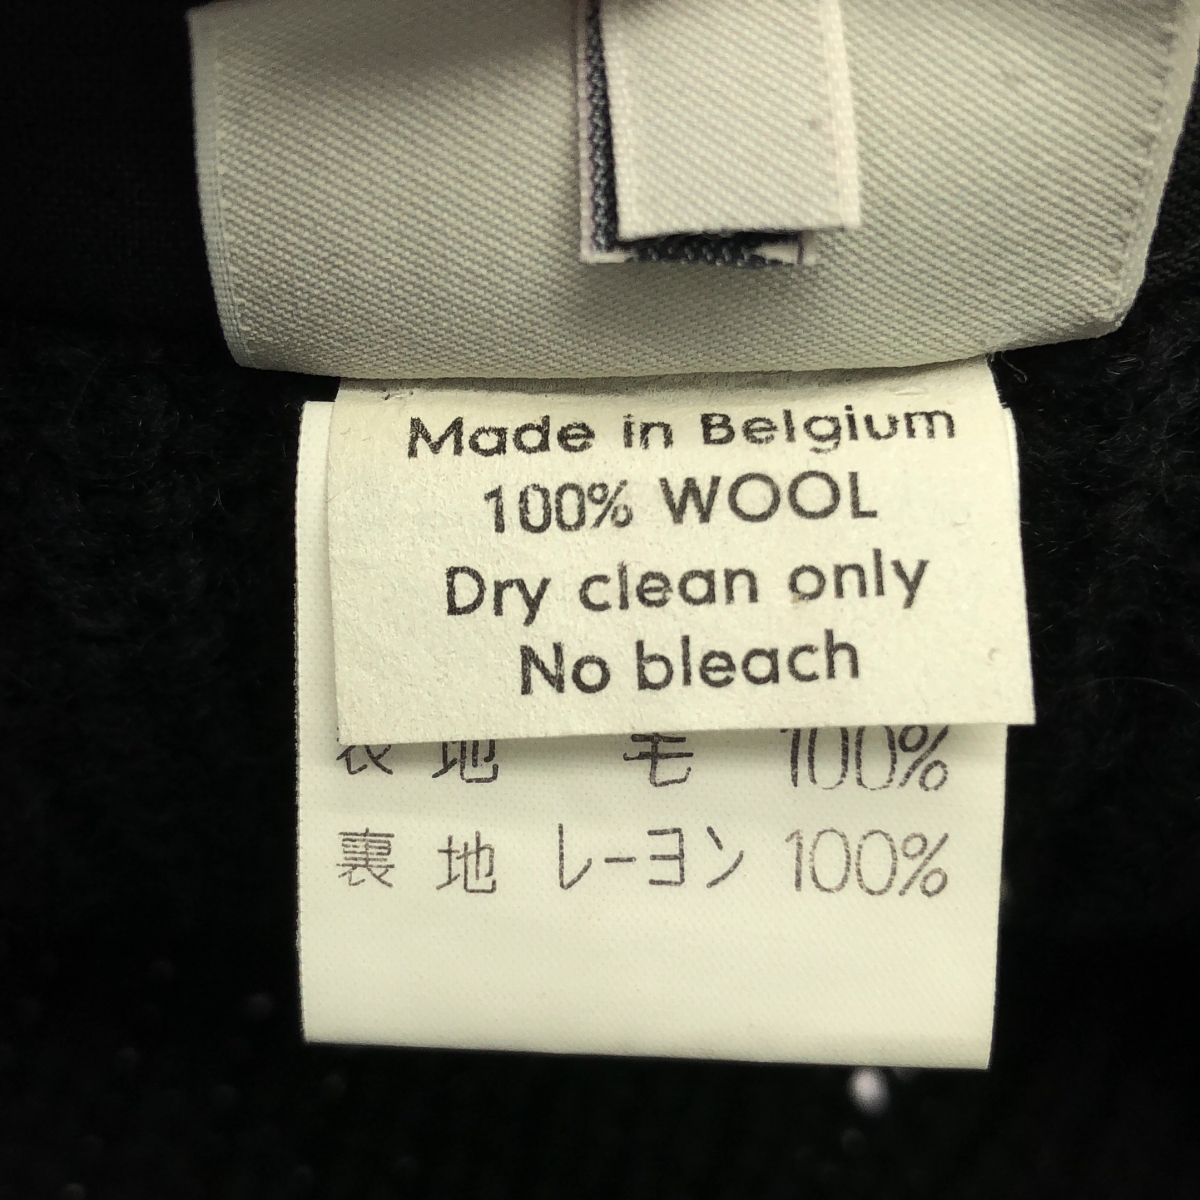 Made in Belgium
100% WOOL
Dry clean only
No bleach
表 地 毛 100%
裏 地 レーヨン 100%